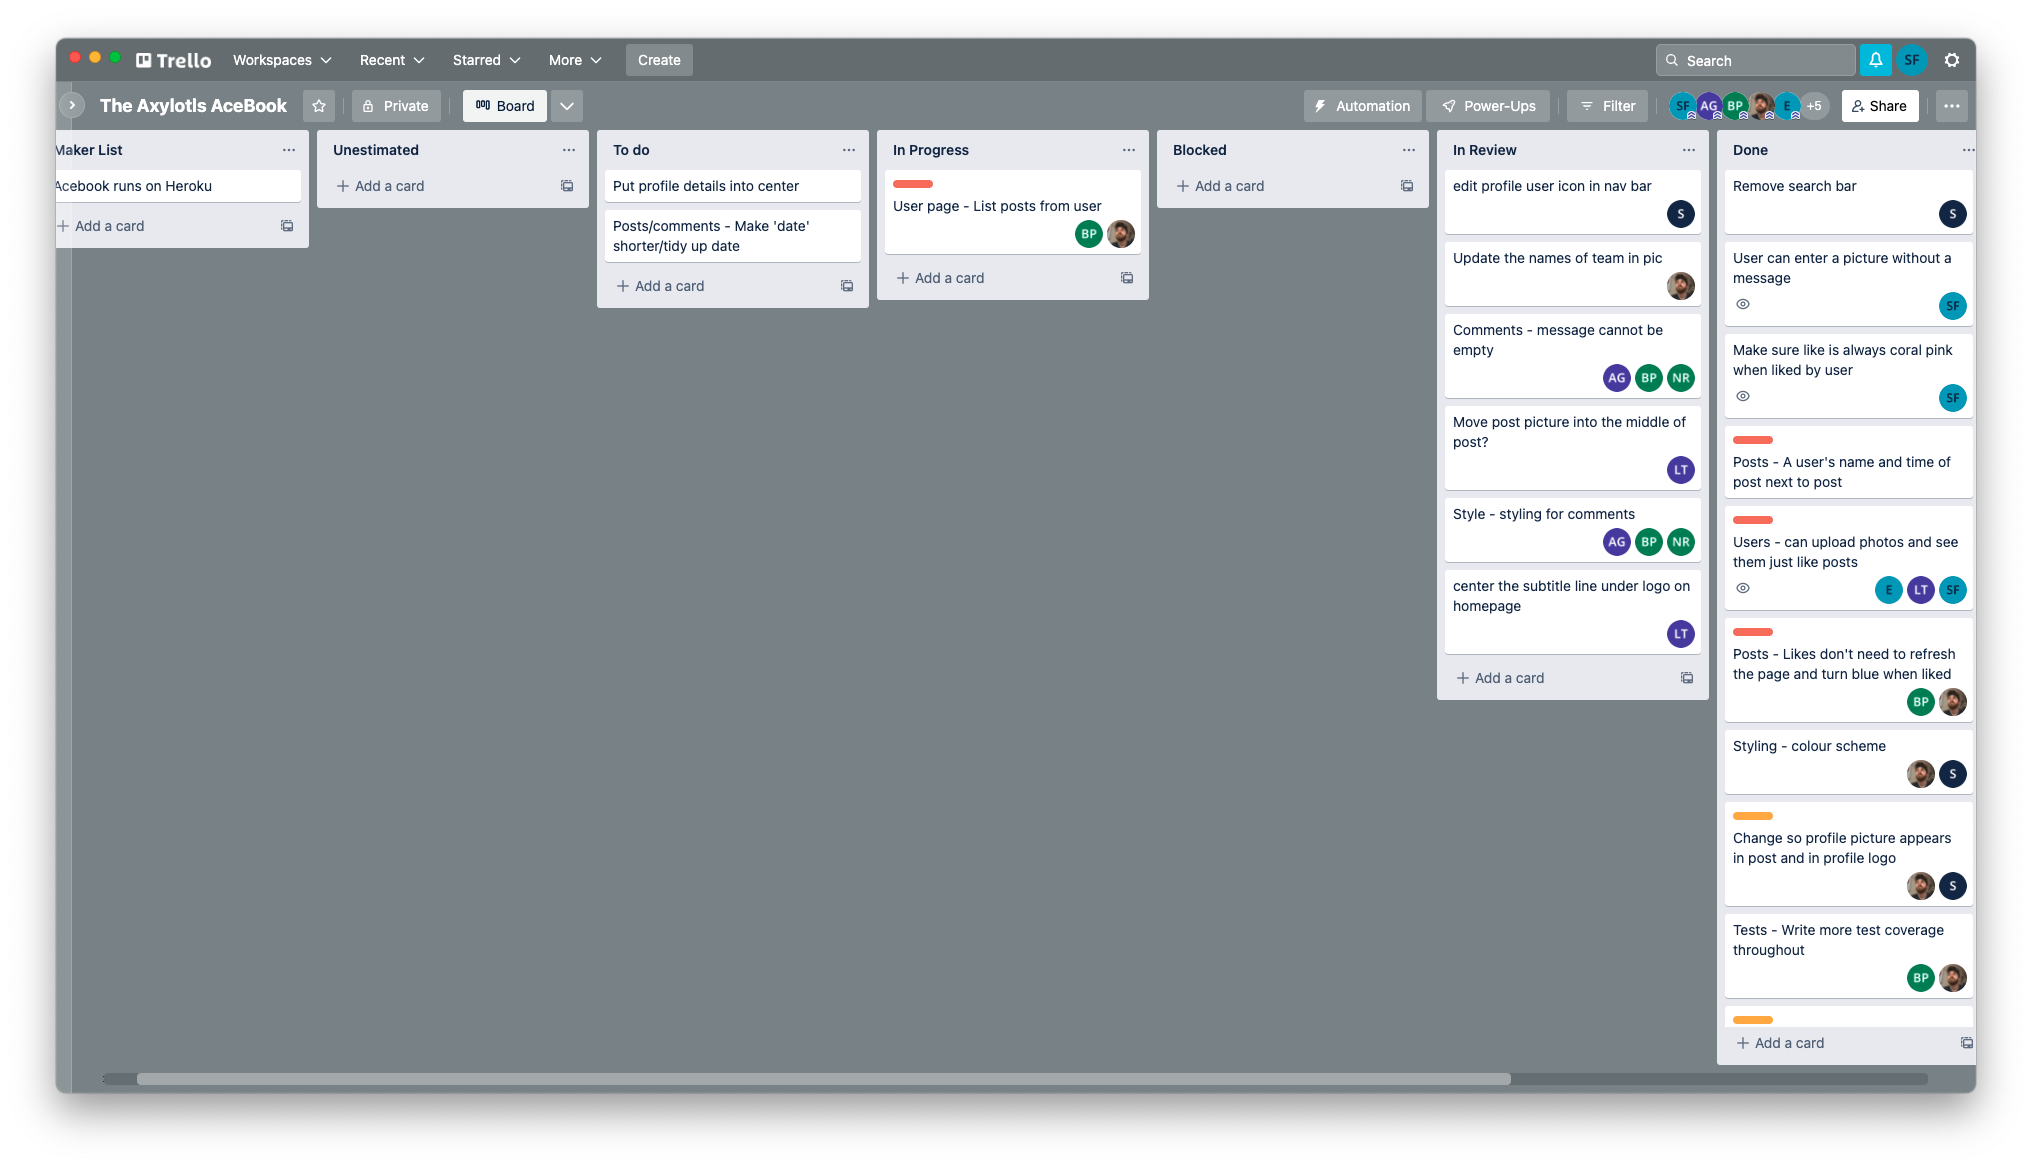 Trello
Workspaces
Recent
Starred
More
Create
Search
SF
The Axylotls AceBook
Private
Board
Automation
Power-Ups
Filter
SF
AG
BP
E
+5
Share
Maker List
Acebook runs on Heroku
Add a card
Unestimated
Add a card
To do
Put profile details into center
Posts/comments - Make 'date'
shorter/tidy up date
Add a card
In Progress
User page - List posts from user
BP
Add a card
Blocked
Add a card
In Review
edit profile user icon in nav bar
S
Update the names of team in pic
Comments - message cannot be
empty
AG BP NR
Move post picture into the middle of
post?
LT
Style - styling for comments
AG BP NR
center the subtitle line under logo on
homepage
LT
Add a card
Done
Remove search bar
S
User can enter a picture without a
message
SF
Make sure like is always coral pink
when liked by user
SF
Posts - A user's name and time of
post next to post
Users - can upload photos and see
them just like posts
E LT SF
Posts - Likes don't need to refresh
the page and turn blue when liked
BP
Styling - colour scheme
S
Change so profile picture appears
in post and in profile logo
S
Tests - Write more test coverage
throughout
BP
Add a card